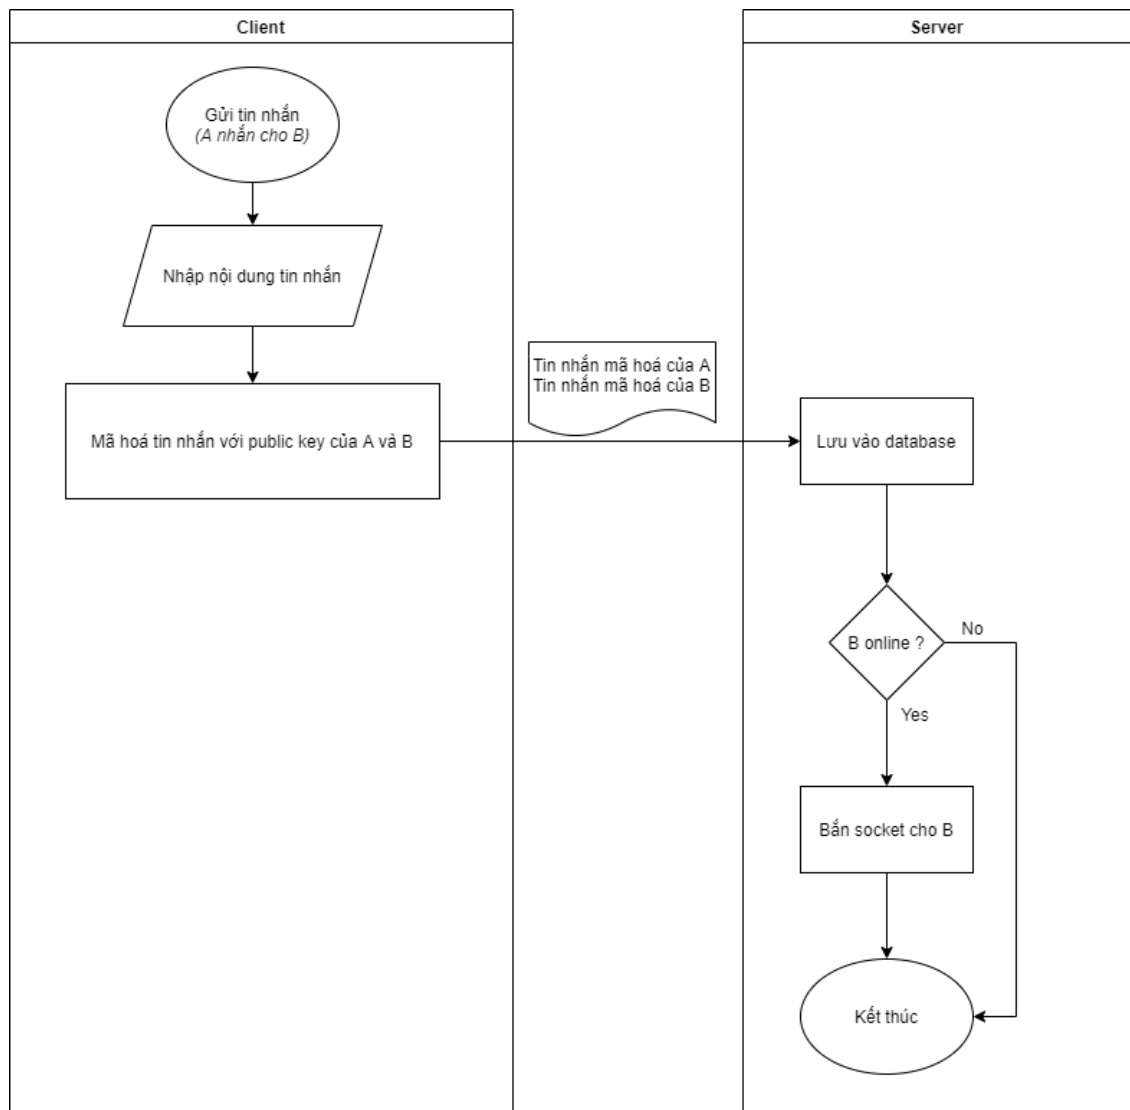 Client
Server
Gửi tin nhắn
(A nhắn cho B)
Nhập nội dung tin nhắn
Tin nhắn mã hoá của A
Tin nhắn mã hoá của B
Mã hoá tin nhắn với public key của A và B
Lưu vào database
B online ?
No
Yes
Bắn socket cho B
Kết thúc